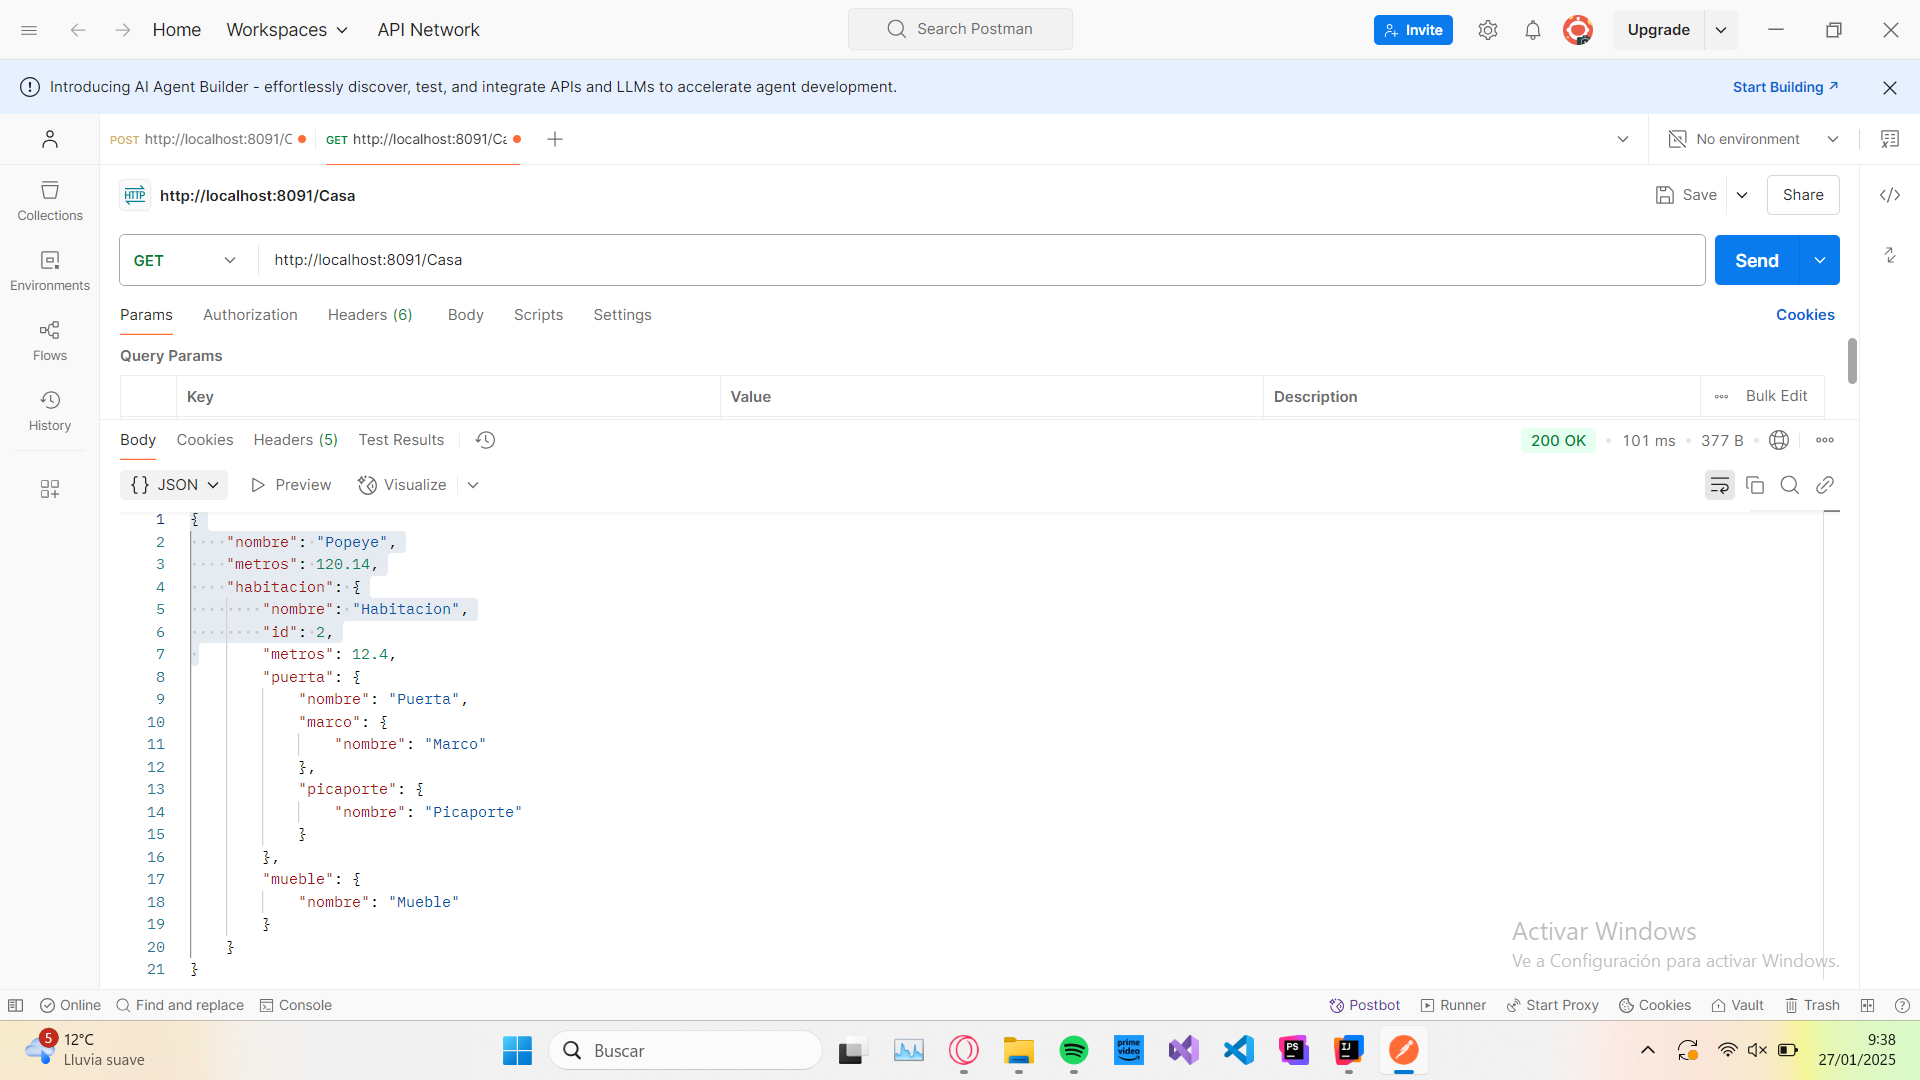 Home Workspaces API Network Search Postman Invite Upgrade
Introducing AI Agent Builder - effortlessly discover, test, and integrate APIs and LLMs to accelerate agent development. Start Building
POST http://localhost:8091/C GET http://localhost:8091/Ca No environment
HTTP http://localhost:8091/Casa Save Share
Collections
GET http://localhost:8091/Casa Send
Environments
Params Authorization Headers (6) Body Scripts Settings Cookies
Flows
Query Params
Key Value Description Bulk Edit
History
Body Cookies Headers (5) Test Results 200 OK 101 ms 377 B
{} JSON Preview Visualize
1 {
2 "nombre": "Popeye",
3 "metros": 120.14,
4 "habitacion": {
5 "nombre": "Habitacion",
6 "id": 2,
7 "metros": 12.4,
8 "puerta": {
9 "nombre": "Puerta",
10 "marco": {
11 "nombre": "Marco"
12 },
13 "picaporte": {
14 "nombre": "Picaporte"
15 }
16 },
17 "mueble": {
18 "nombre": "Mueble"
19 }
20 }
21 }
Activar Windows
Ve a Configuración para activar Windows.
Online Find and replace Console Postbot Runner Start Proxy Cookies Vault Trash
5 12°C
Lluvia suave
Buscar
prime video
PS
IJ
9:38
27/01/2025